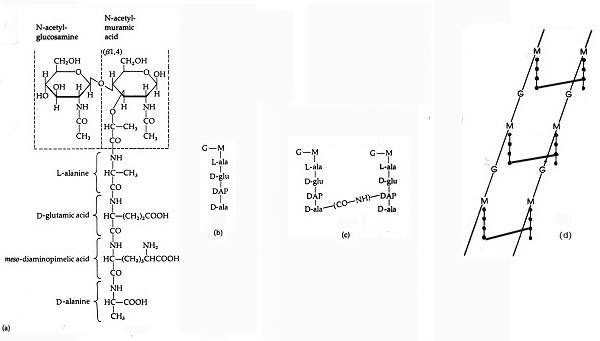 N-acetyl-
glucosamine
N-acetyl-
muramic
acid
(β1,4)
CH₂OH
CH₂OH
H
O
H
H
O
OH
H
OH
H
H
O
H
H
HO
H
NH
CO
CH₃
O
H
NH
CO
CH₃
HC—CH₃
CO
NH
L-alanine
HC—CH₃
CO
NH
D-glutamic acid
HC—(CH₂)₂COOH
CO
NH
NH₂
meso-diaminopimelic acid
HC—(CH₂)₃CHCOOH
CO
NH
D-alanine
HC—COOH
CH₃
(a)
G—M
L-ala
D-glu
DAP
D-ala
(b)
G—M
L-ala
D-glu
DAP
D-ala
—(CO—NH)—
G—M
L-ala
D-glu
DAP
D-ala
(c)
M
M
G
G
M
M
G
G
M
M
(d)